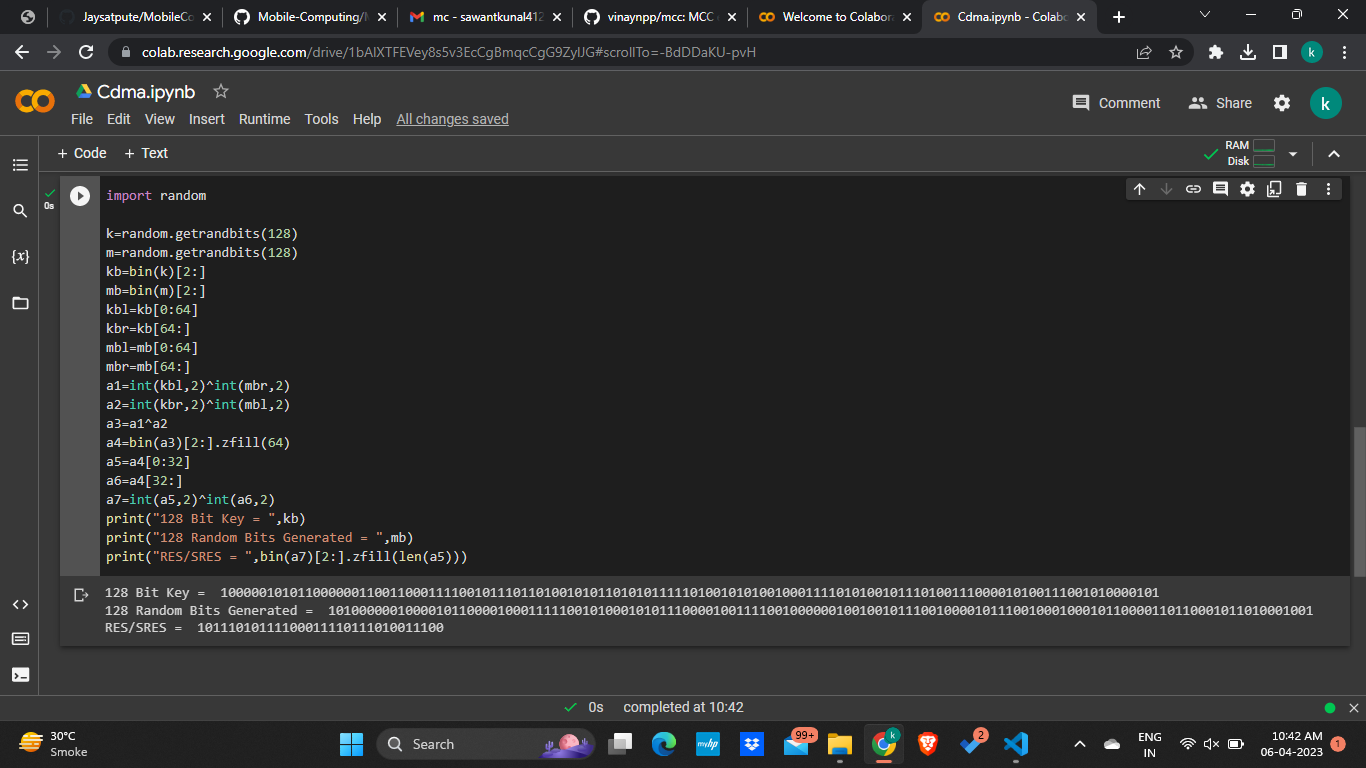 Jaysatpute/MobileCo
Mobile-Computing/M
mc - sawantkunal412
vinaynpp/mcc: MCC
Welcome to Colabora
Cdma.ipynb - Colabo
colab.research.google.com/drive/1bAlXTFEVey8s5v3EcCgBmqcCgG9ZylJG#scrollTo=-BdDDaKU-pvH
k
Cdma.ipynb
File Edit View Insert Runtime Tools Help All changes saved
Comment Share k
+ Code + Text
RAM
Disk
0s
import random
k=random.getrandbits(128)
m=random.getrandbits(128)
kb=bin(k)[2:]
mb=bin(m)[2:]
kbl=kb[0:64]
kbr=kb[64:]
mbl=mb[0:64]
mbr=mb[64:]
a1=int(kbl,2)^int(mbr,2)
a2=int(kbr,2)^int(mbl,2)
a3=a1^a2
a4=bin(a3)[2:].zfill(64)
a5=a4[0:32]
a6=a4[32:]
a7=int(a5,2)^int(a6,2)
print("128 Bit Key = ",kb)
print("128 Random Bits Generated = ",mb)
print("RES/SRES = ",bin(a7)[2:].zfill(len(a5)))
128 Bit Key =
128 Random Bits Generated =
RES/SRES = 10111010111100011110111010011100
{x}
0s completed at 10:42
30°C
Smoke
Search
myhp
99+
k
2
ENG
IN
10:42 AM
06-04-2023
1